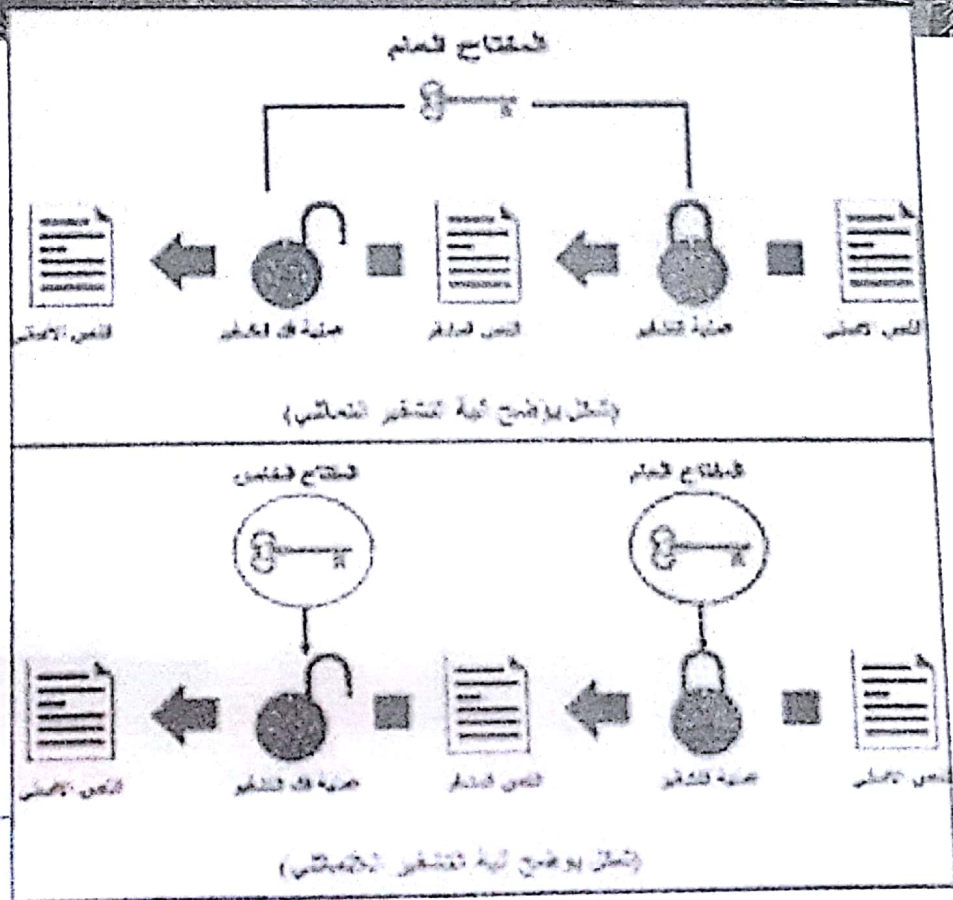 المفتاح العام
النص الأصلي
عملية التشفير
النص المشفر
عملية فك التشفير
النص الأصلي
(شكل يوضح آلية التشفير التماثلي)
المفتاح العام
المفتاح الخاص
النص الأصلي
عملية التشفير
النص المشفر
عملية فك التشفير
النص الأصلي
(شكل يوضح آلية التشفير اللاتماثلي)